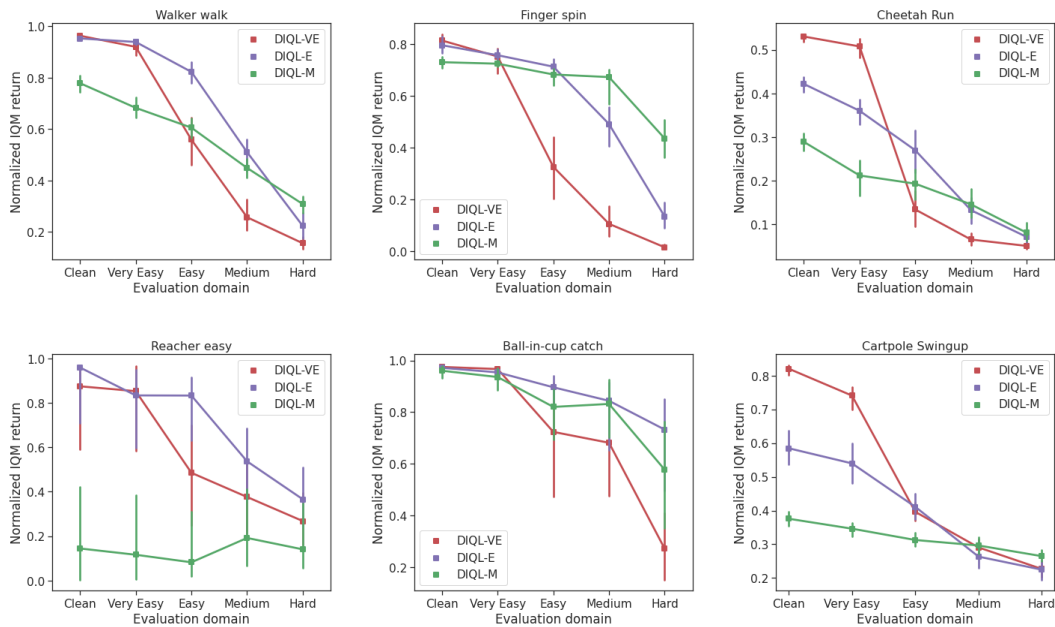 Walker walk
Normalized IQM return
1.0
0.8
0.6
0.4
0.2
DIQL-VE
DIQL-E
DIQL-M
Clean Very Easy Easy Medium Hard
Evaluation domain
Finger spin
Normalized IQM return
0.8
0.6
0.4
0.2
0.0
DIQL-VE
DIQL-E
DIQL-M
Clean Very Easy Easy Medium Hard
Evaluation domain
Cheetah Run
Normalized IQM return
0.5
0.4
0.3
0.2
0.1
DIQL-VE
DIQL-E
DIQL-M
Clean Very Easy Easy Medium Hard
Evaluation domain
Reacher easy
Normalized IQM return
1.0
0.8
0.6
0.4
0.2
0.0
DIQL-VE
DIQL-E
DIQL-M
Clean Very Easy Easy Medium Hard
Evaluation domain
Ball-in-cup catch
Normalized IQM return
1.0
0.8
0.6
0.4
0.2
DIQL-VE
DIQL-E
DIQL-M
Clean Very Easy Easy Medium Hard
Evaluation domain
Cartpole Swingup
Normalized IQM return
0.8
0.7
0.6
0.5
0.4
0.3
0.2
DIQL-VE
DIQL-E
DIQL-M
Clean Very Easy Easy Medium Hard
Evaluation domain